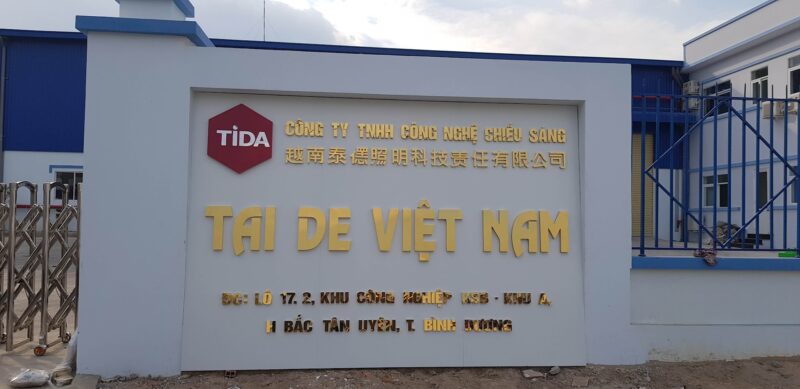 TiDA
CÔNG TY TNHH CÔNG NGHỆ CHIẾU SÁNG
越南泰德照明科技责任有限公司
TAI DE VIỆT NAM
ĐC: LÔ 17. 2, KHU CÔNG NGHIỆP KSB - KHU A,
H BẮC TÂN UYÊN, T. BÌNH DƯƠNG